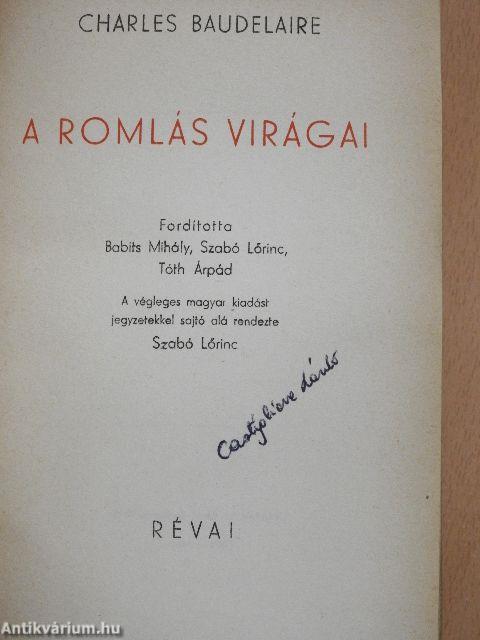 CHARLES BAUDELAIRE
A ROMLÁS VIRÁGAI
Fordította
Babits Mihály, Szabó Lőrinc,
Tóth Árpád
A végleges magyar kiadást
jegyzetekkel sajtó alá rendezte
Szabó Lőrinc
RÉVAI
Antikvárium.hu